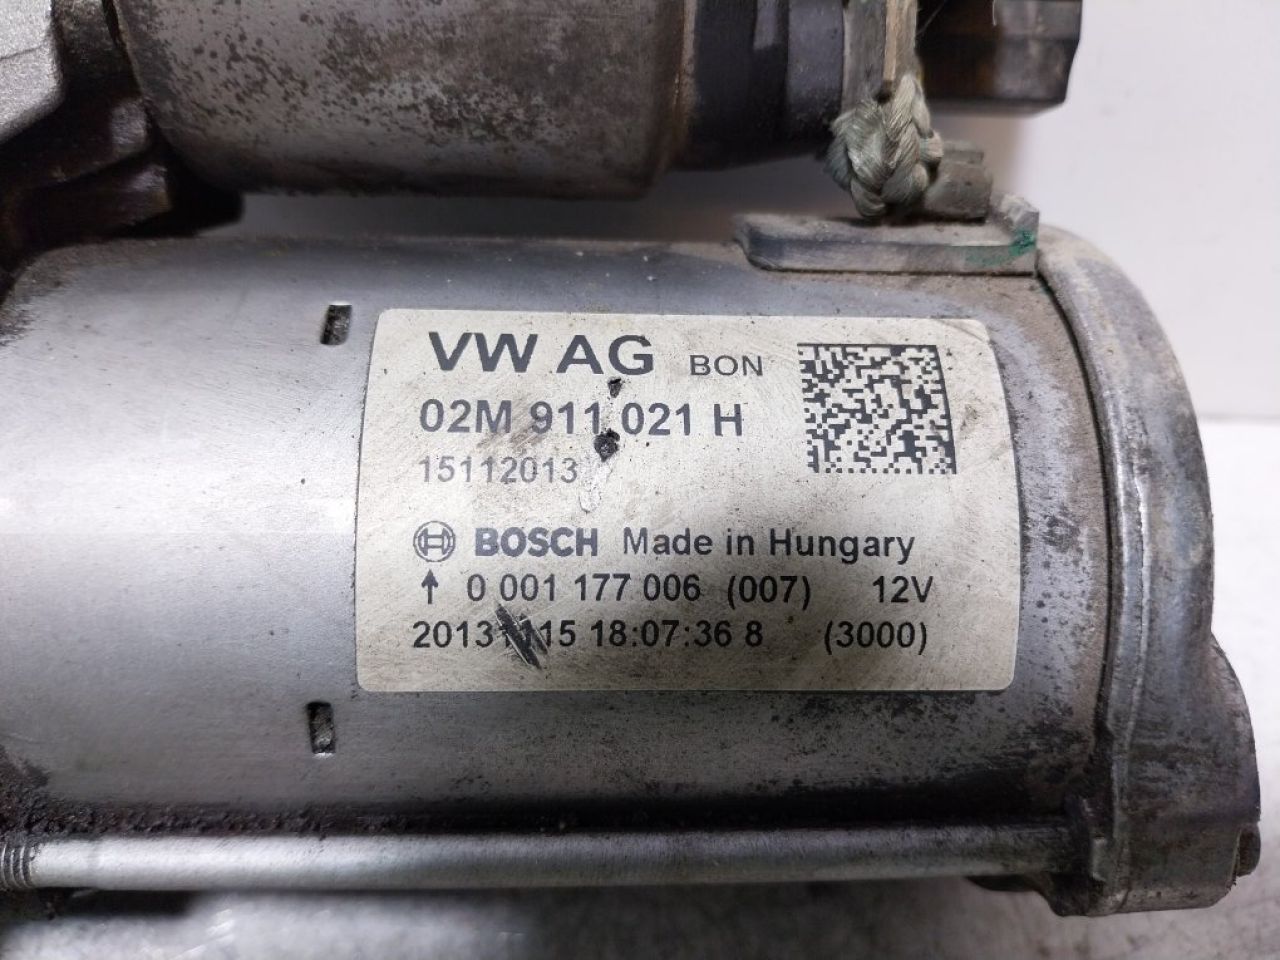 VW AG BON
02M 911 021 H
15112013
BOSCH Made in Hungary
0 001 177 006 (007) 12V
20131115 18:07:36 8 (3000)